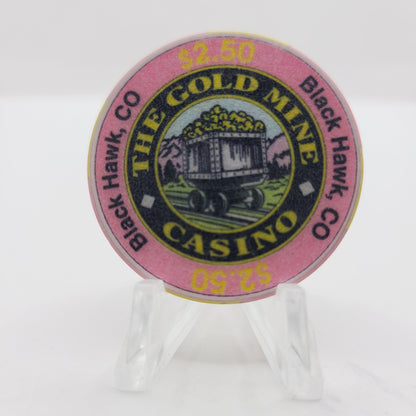 $2.50
Black Hawk, CO
Black Hawk, CO
THE GOLD MINE
CASINO
$2.50